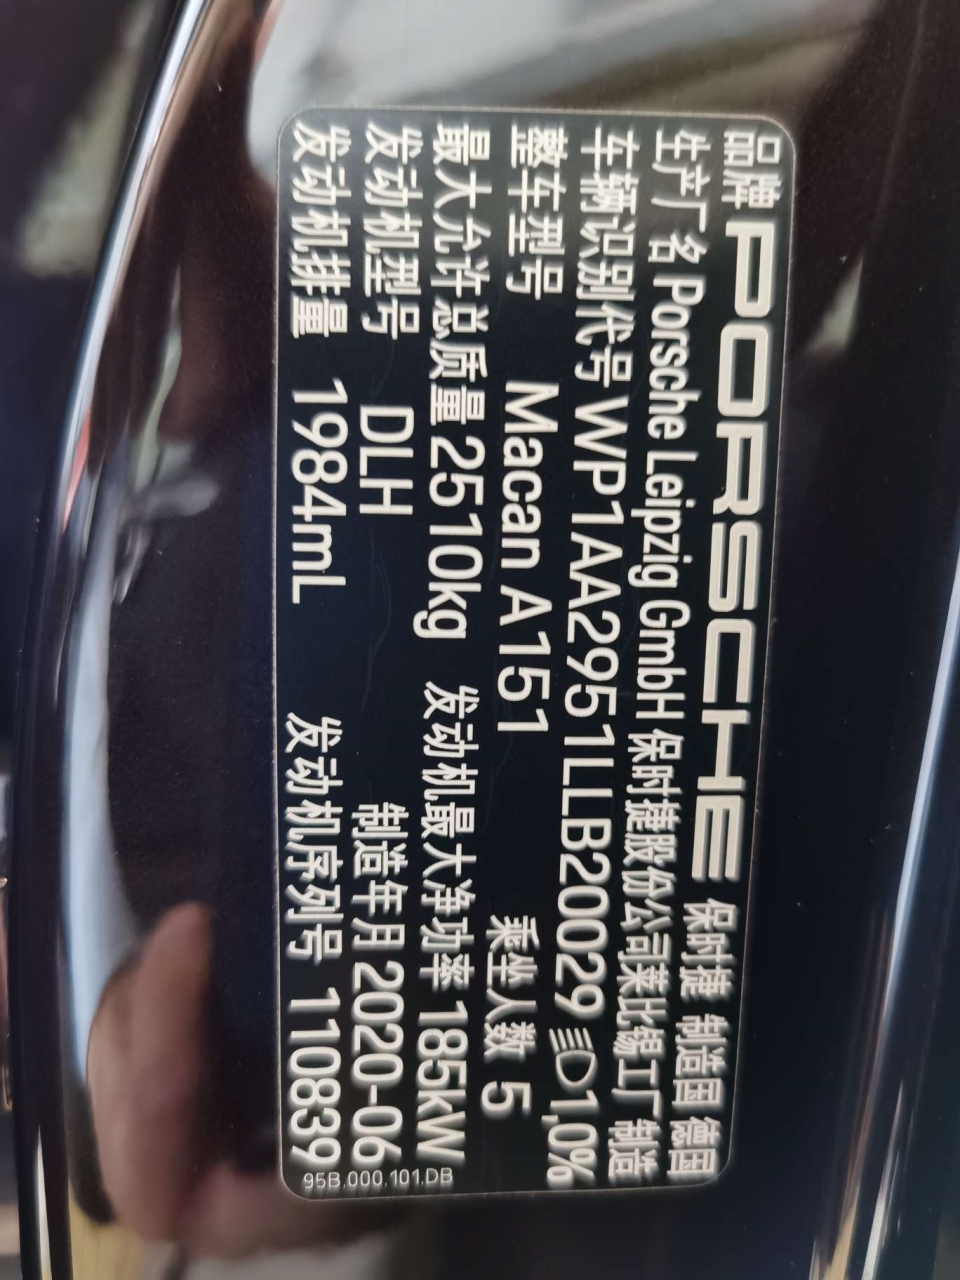 品牌 PORSCHE 保时捷 制造国 德国
生产厂名 Porsche Leipzig GmbH 保时捷股份公司莱比锡工厂制造
车辆识别代号 WP1AA2951LLB20029 1,0%
整车型号 Macan A151 乘坐人数 5
最大允许总质量 2510kg 发动机最大净功率 185kW
发动机型号 DLH 制造年月 2020-06
发动机排量 1984mL 发动机序列号 110839
95B.000.101.DB